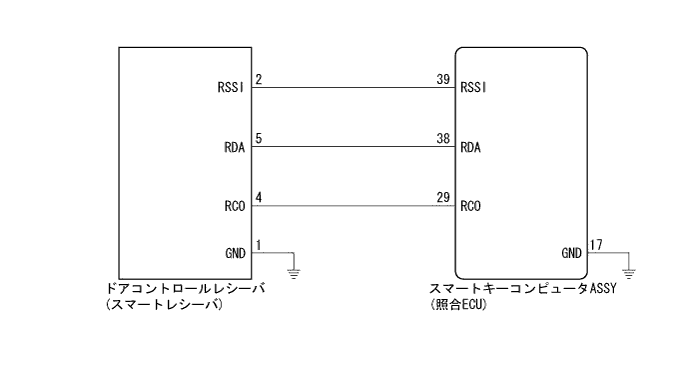 RSSI 2 39 RSSI
RDA 5 38 RDA
RCO 4 29 RCO
GND 1 GND 17
ドアコントロールレシーバ
(スマートレシーバ)
スマートキーコンピュータASSY
(照合ECU)